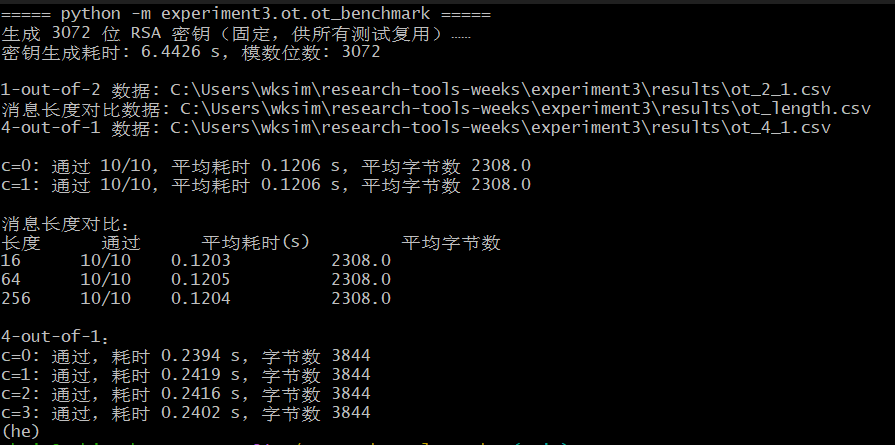 ===== python -m experiment3.ot.ot_benchmark =====
生成 3072 位 RSA 密钥（固定，供所有测试复用）……
密钥生成耗时: 6.4426 s, 模数位数: 3072
1-out-of-2 数据: C:\Users\wksim\research-tools-weeks\experiment3\results\ot_2_1.csv
消息长度对比数据: C:\Users\wksim\research-tools-weeks\experiment3\results\ot_length.csv
4-out-of-1 数据: C:\Users\wksim\research-tools-weeks\experiment3\results\ot_4_1.csv
c=0: 通过 10/10, 平均耗时 0.1206 s, 平均字节数 2308.0
c=1: 通过 10/10, 平均耗时 0.1206 s, 平均字节数 2308.0
消息长度对比:
长度 通过 平均耗时(s) 平均字节数
16 10/10 0.1203 2308.0
64 10/10 0.1205 2308.0
256 10/10 0.1204 2308.0
4-out-of-1:
c=0: 通过, 耗时 0.2394 s, 字节数 3844
c=1: 通过, 耗时 0.2419 s, 字节数 3844
c=2: 通过, 耗时 0.2416 s, 字节数 3844
c=3: 通过, 耗时 0.2402 s, 字节数 3844
(he)